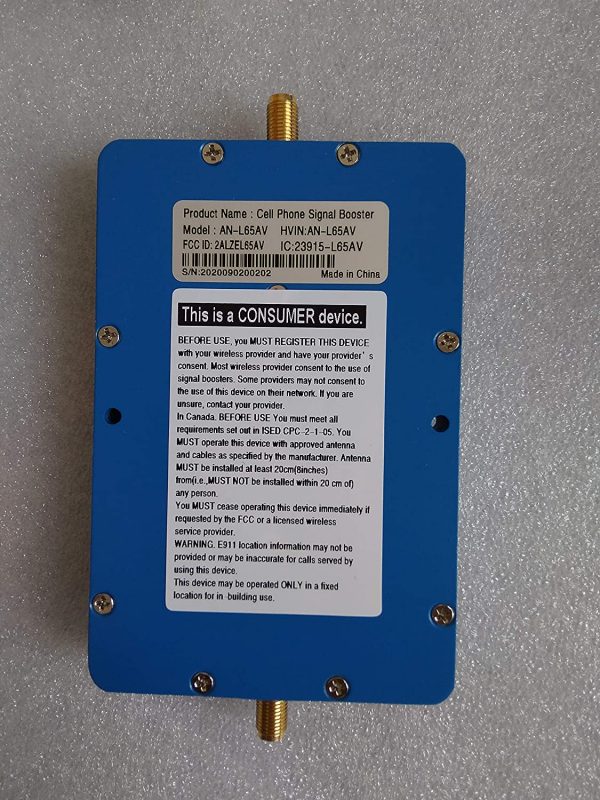 Product Name : Cell Phone Signal Booster
Model : AN-L65AV HVIN:AN-L65AV
FCC ID: 2ALZEL65AV IC:23915-L65AV
S/N:2020090200202 Made in China
This is a CONSUMER device.
BEFORE USE, you MUST REGISTER THIS DEVICE
with your wireless provider and have your provider's
consent. Most wireless provider consent to the use of
signal boosters. Some providers may not consent to
the use of this device on their network. If you are
unsure, contact your provider.
In Canada, BEFORE USE You must meet all
requirements set out in ISED CPC-2-1-05. You
MUST operate this device with approved antenna
and cables as specified by the manufacturer. Antenna
MUST be installed at least 20cm(8inches)
from(i.e.,MUST NOT be installed within 20 cm of)
any person.
You MUST cease operating this device immediately if
requested by the FCC or a licensed wireless
service provider.
WARNING. E911 location information may not be
provided or may be inaccurate for calls served by
using this device.
This device may be operated ONLY in a fixed
location for in -building use.